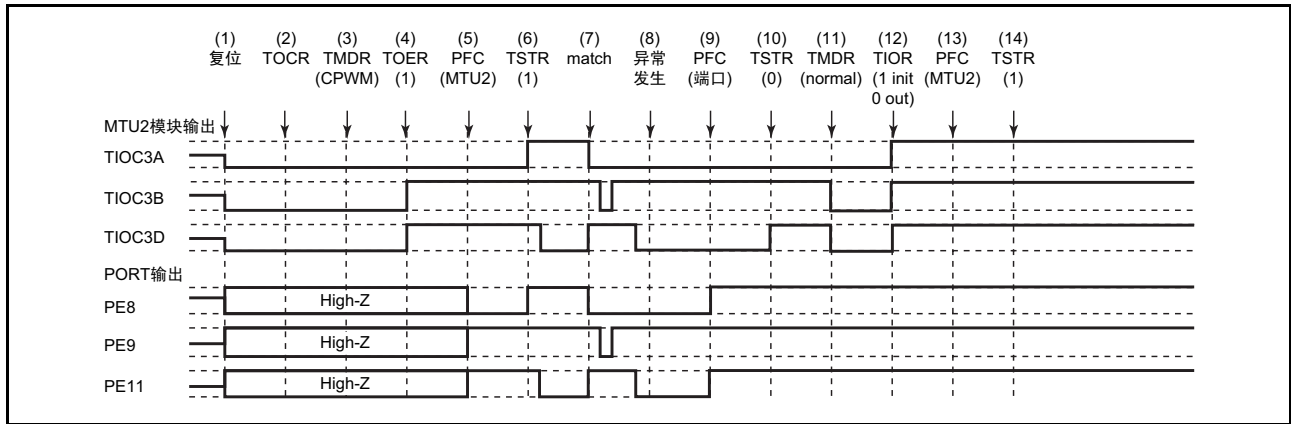 (1) (2) (3) (4) (5) (6) (7) (8) (9) (10) (11) (12) (13) (14)
复位 TOCR TMDR TOER PFC TSTR match 异常 PFC TSTR TMDR TIOR PFC TSTR
(CPWM) (1) (MTU2) (1) 发生 (端口) (0) (normal) (1 init (MTU2) (1)
0 out)
MTU2模块输出
TIOC3A
TIOC3B
TIOC3D
PORT输出
PE8 High-Z
PE9 High-Z
PE11 High-Z